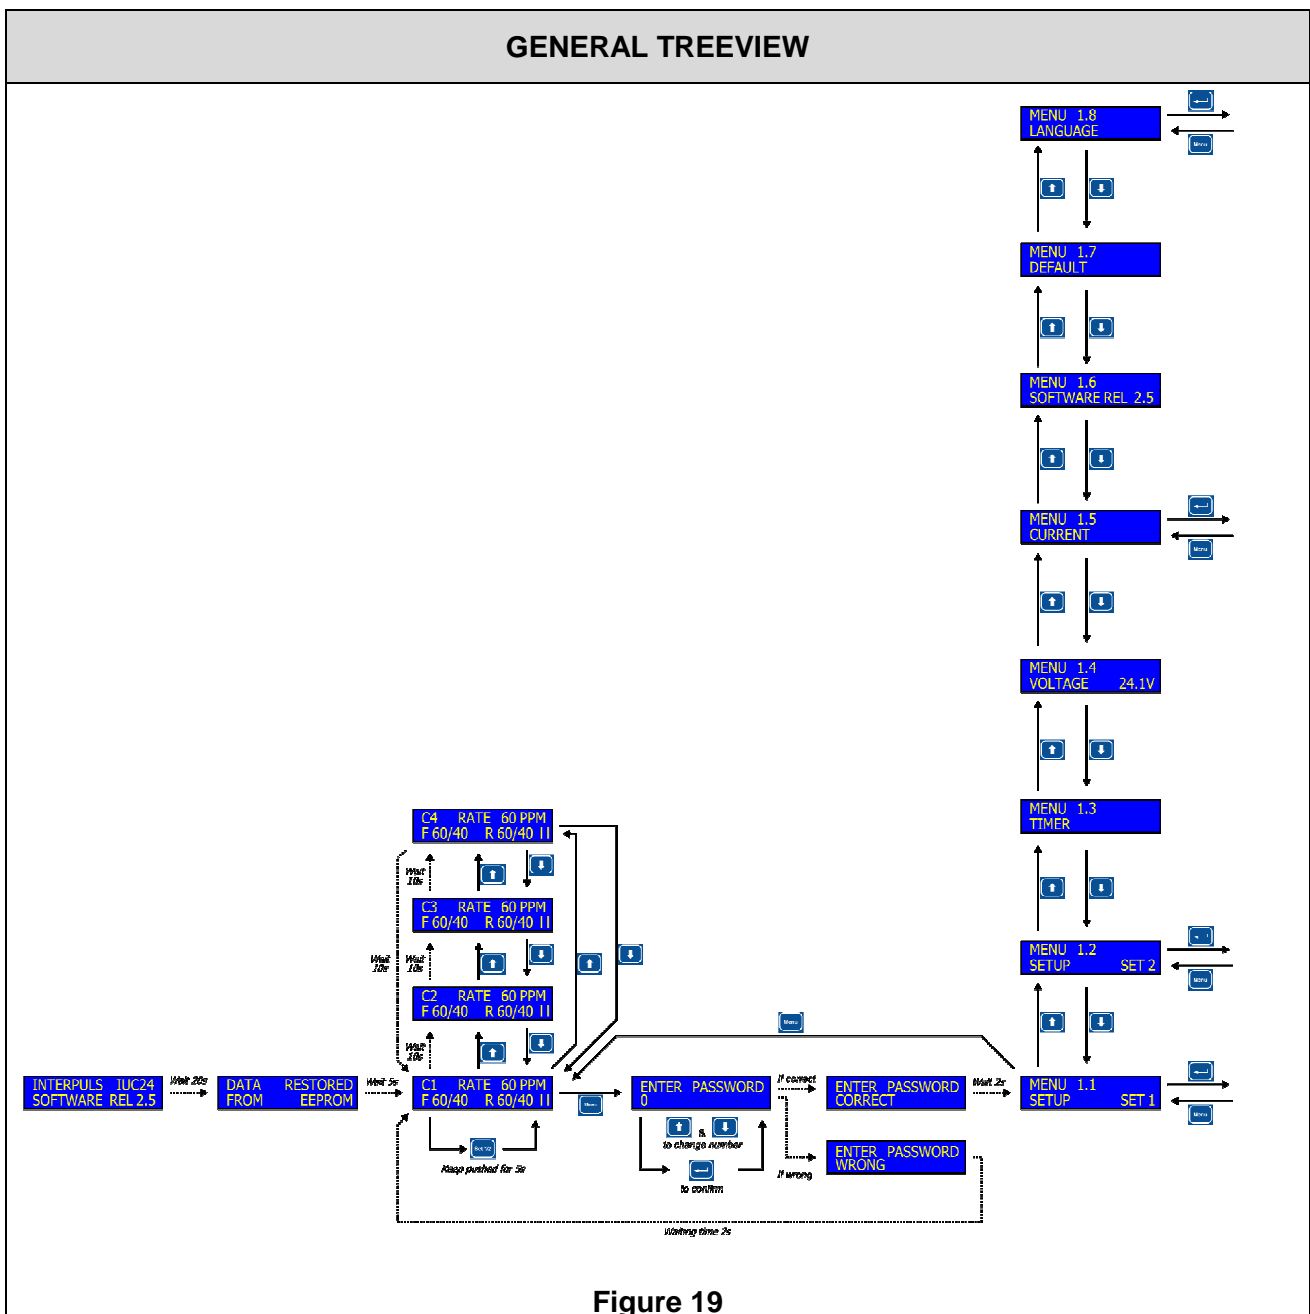 GENERAL TREEVIEW
MENU 1.8
LANGUAGE
Menu
MENU 1.7
DEFAULT
MENU 1.6
SOFTWARE REL 2.5
MENU 1.5
CURRENT
Menu
MENU 1.4
VOLTAGE 24.1V
MENU 1.3
TIMER
MENU 1.2
SETUP SET 2
Menu
MENU 1.1
SETUP SET 1
Menu
C4 RATE 60 PPM
F 60/40 R 60/40 II
Wait
10s
C3 RATE 60 PPM
F 60/40 R 60/40 II
Wait
10s
Wait
10s
C2 RATE 60 PPM
F 60/40 R 60/40 II
Wait
10s
Menu
INTERPULS IUC24
SOFTWARE REL 2.5
Wait 20s
DATA RESTORED
FROM EEPROM
Wait 5s
C1 RATE 60 PPM
F 60/40 R 60/40 II
Menu
Keep pushed for 5s
ENTER PASSWORD
0
&
to change number
to confirm
If correct
ENTER PASSWORD
CORRECT
Wait 2s
If wrong
ENTER PASSWORD
WRONG
Waiting time 2s
Figure 19